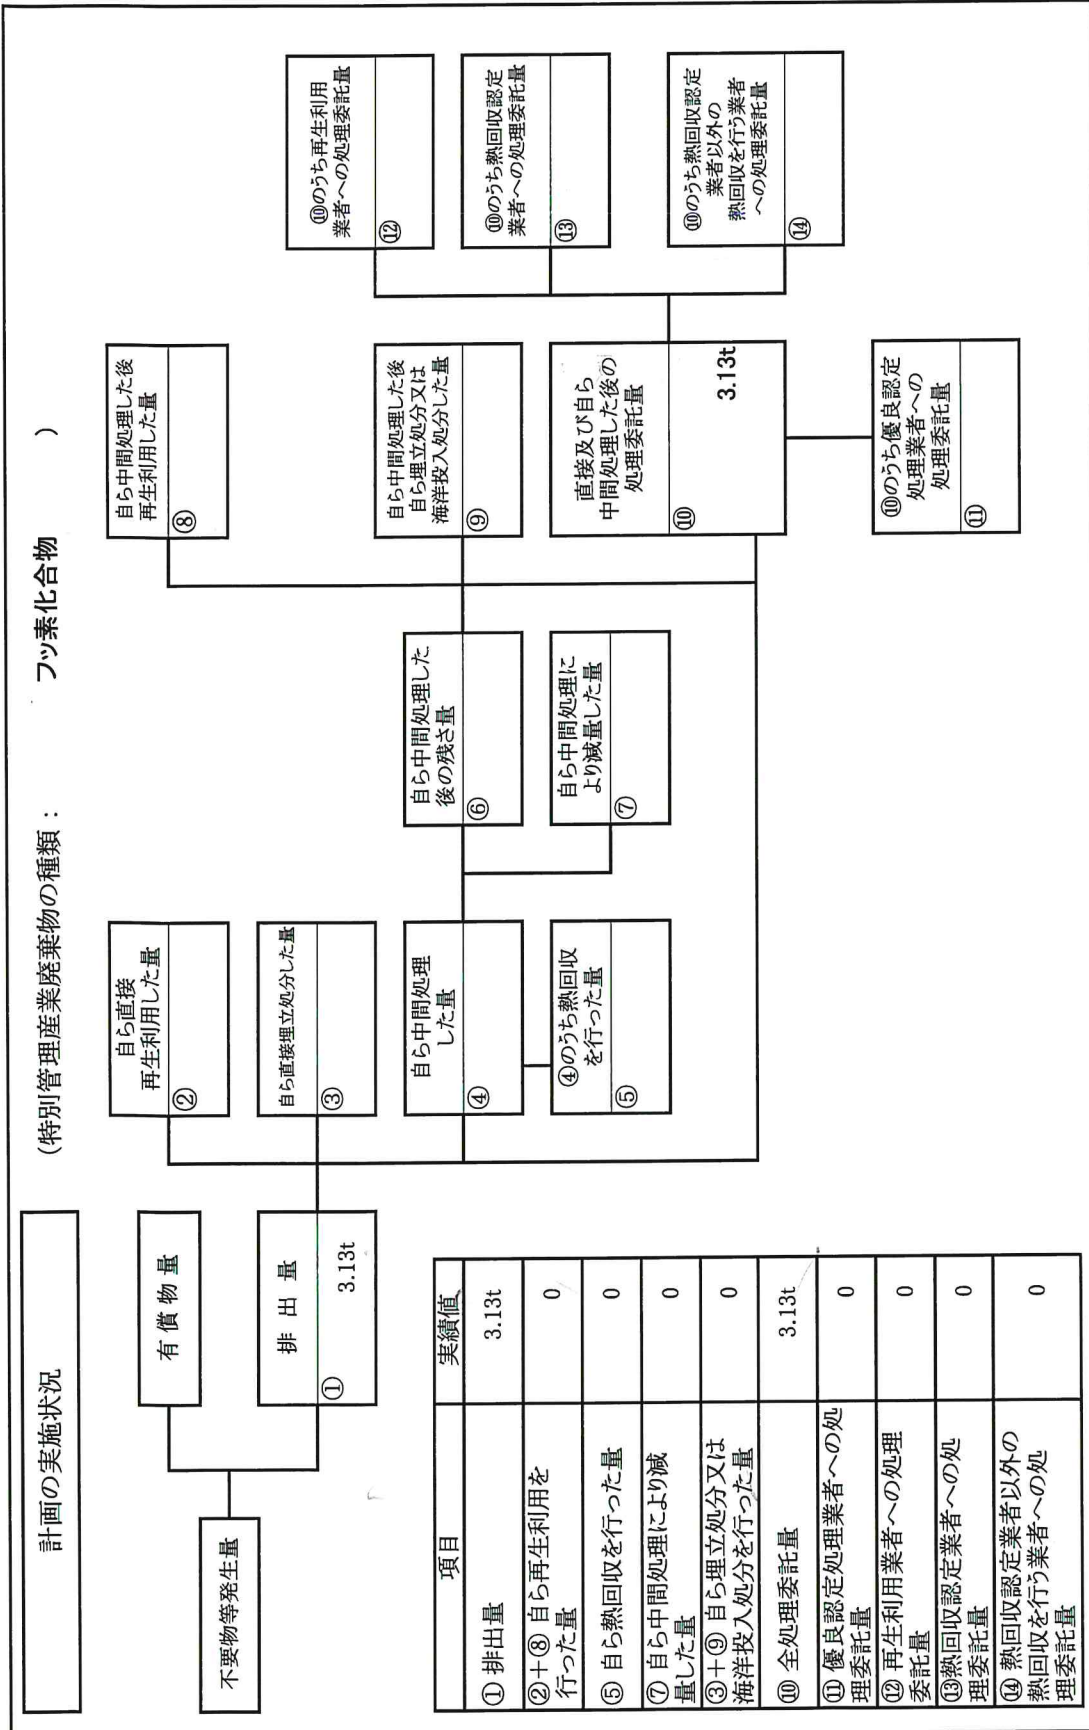 計画の実施状況
(特別管理産業廃棄物の種類：　フッ素化合物　)
不要物等発生量
有償物量
排出量
①
3.13t
自ら直接
再生利用した量
②
自ら直接埋立処分した量
③
自ら中間処理
した量
④
④のうち熱回収
を行った量
⑤
自ら中間処理した
後の残さ量
⑥
自ら中間処理に
より減量した量
⑦
自ら中間処理した後
再生利用した量
⑧
自ら中間処理した後
自ら埋立処分又は
海洋投入処分した量
⑨
直接及び自ら
中間処理した後の
処理委託量
⑩
3.13t
⑩のうち優良認定
処理業者への
処理委託量
⑪
⑩のうち再生利用
業者への処理委託量
⑫
⑩のうち熱回収認定
業者への処理委託量
⑬
⑩のうち熱回収認定
業者以外の
熱回収を行う業者
への処理委託量
⑭
項目　実績値
①排出量　3.13t
②+⑧ 自ら再生利用を
行った量　0
⑤ 自ら熱回収を行った量　0
⑦ 自ら中間処理により減
量した量　0
③+⑨ 自ら埋立処分又は
海洋投入処分を行った量　0
⑩ 全処理委託量　3.13t
⑪ 優良認定処理業者への処
理委託量　0
⑫ 再生利用業者への処理
委託量　0
⑬熱回収認定業者への処
理委託量　0
⑭ 熱回収認定業者以外の
熱回収を行う業者への処
理委託量　0